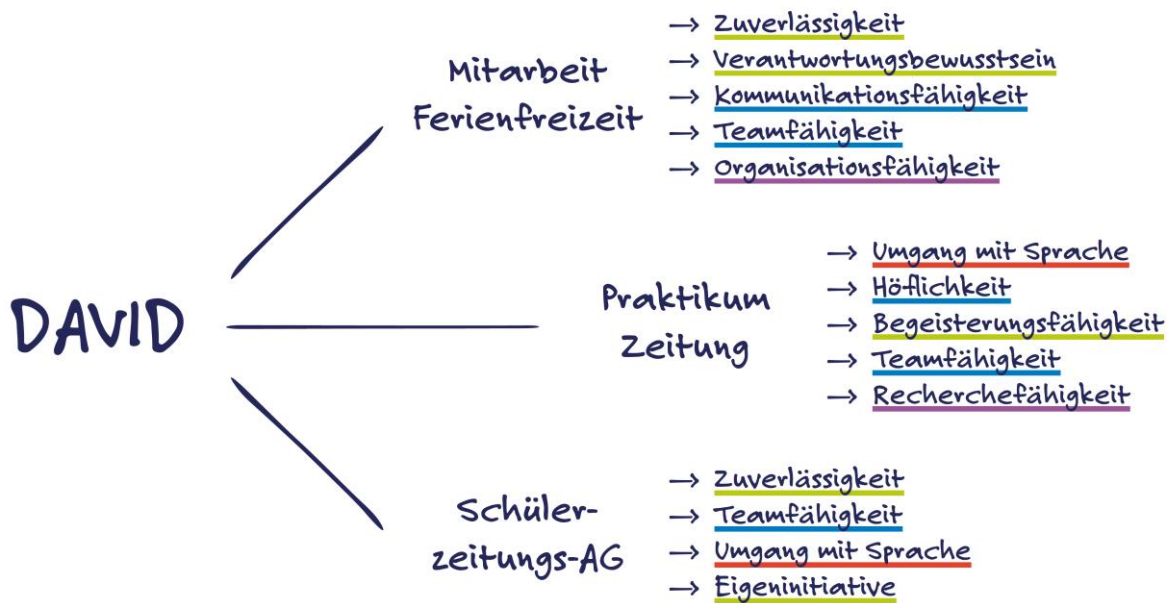 DAVID
Mitarbeit
Ferienfreizeit
→ Zuverlässigkeit
→ Verantwortungsbewusstsein
→ Kommunikationsfähigkeit
→ Teamfähigkeit
→ Organisationsfähigkeit
Praktikum
Zeitung
→ Umgang mit Sprache
→ Höflichkeit
→ Begeisterungsfähigkeit
→ Teamfähigkeit
→ Recherchefähigkeit
Schüler-
zeitungs-AG
→ Zuverlässigkeit
→ Teamfähigkeit
→ Umgang mit Sprache
→ Eigeninitiative